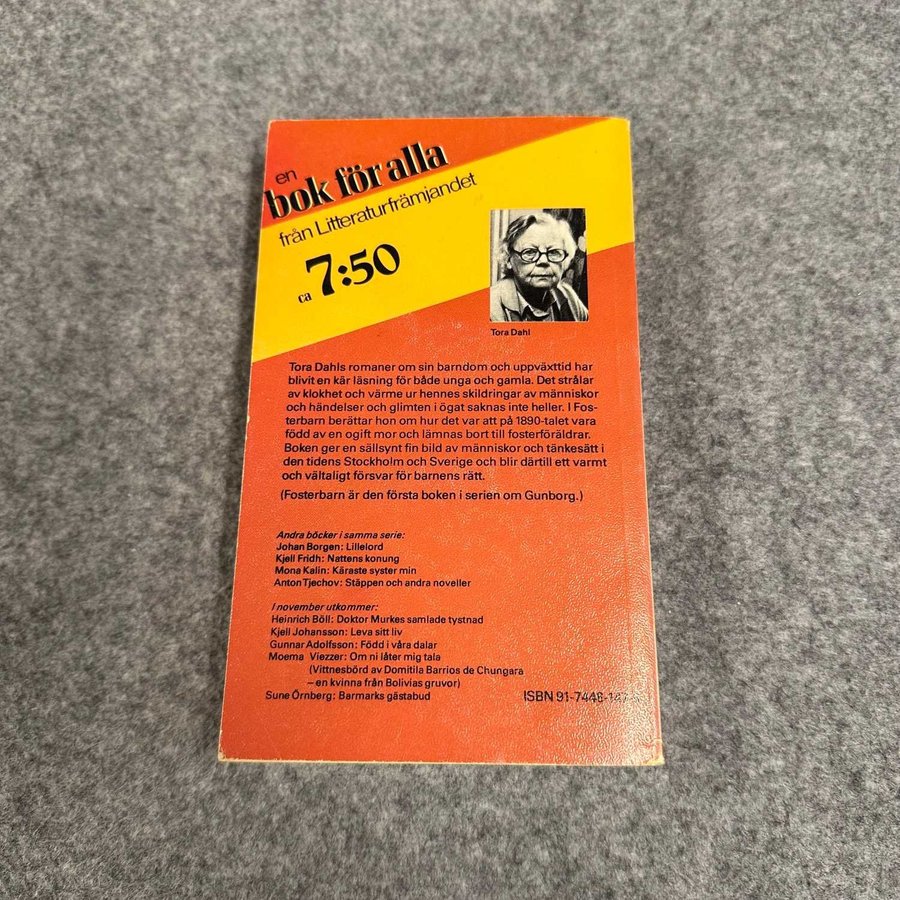 en
bok för alla
från Litteraturfrämjandet
ca 7:50
Tora Dahl
Tora Dahls romaner om sin barndom och uppväxttid har
blivit en kär läsning för både unga och gamla. Det strålar
av klokhet och värme ur hennes skildringar av människor
och händelser och glimten i ögat saknas inte heller. I Fos-
terbarn berättar hon om hur det var att på 1890-talet vara
född av en ogift mor och lämnas bort till fosterföräldrar.
Boken ger en sällsynt fin bild av människor och tänkesätt i
den tidens Stockholm och Sverige och blir därtill ett varmt
och vältaligt försvar för barnens rätt.
(Fosterbarn är den första boken i serien om Gunborg.)
Andra böcker i samma serie:
Johan Borgen: Lillelord
Kjell Fridh: Nattens konung
Mona Kalin: Käraste syster min
Anton Tjechov: Stäppen och andra noveller
I november utkommer:
Heinrich Böll: Doktor Murkes samlade tystnad
Kjell Johansson: Leva sitt liv
Gunnar Adolfsson: Född i våra dalar
Moema Viezzer: Om ni låter mig tala
(Vittnesbörd av Domitila Barrios de Chungara
– en kvinna från Bolivias gruvor)
Sune Örnberg: Barmarks gästabud
ISBN 91-7448-